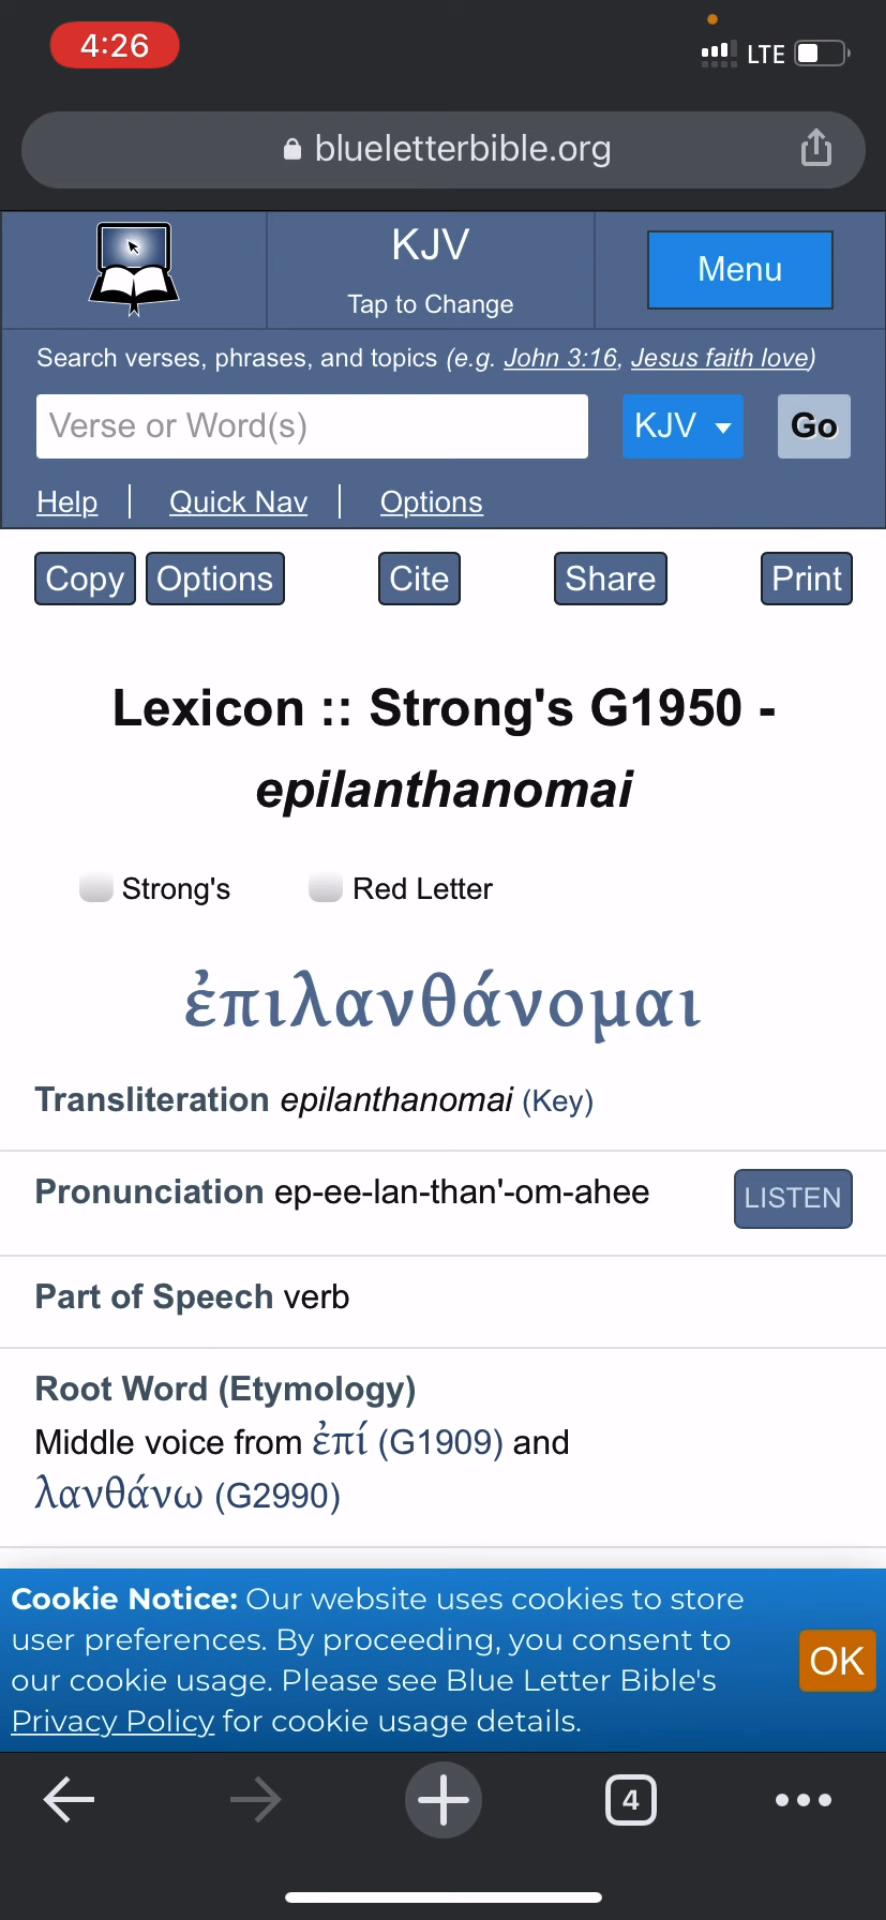 4:26
LTE
blueletterbible.org
KJV
Tap to Change
Menu
Search verses, phrases, and topics (e.g. John 3:16, Jesus faith love)
Verse or Word(s)
KJV
Go
Help | Quick Nav | Options
Copy Options Cite Share Print
Lexicon :: Strong's G1950 -
epilanthanomai
Strong's Red Letter
ἐπιλανθάνομαι
Transliteration epilanthanomai (Key)
Pronunciation ep-ee-lan-than'-om-ahee
LISTEN
Part of Speech verb
Root Word (Etymology)
Middle voice from ἐπί (G1909) and
λανθάνω (G2990)
Cookie Notice: Our website uses cookies to store
user preferences. By proceeding, you consent to
our cookie usage. Please see Blue Letter Bible's
Privacy Policy for cookie usage details.
OK
4